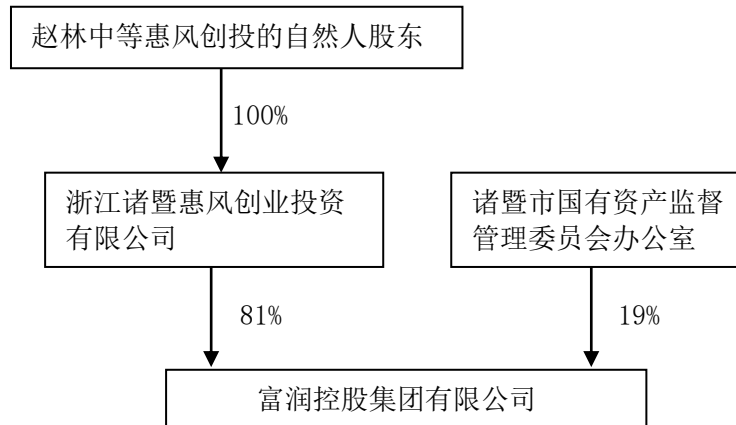 赵林中等惠风创投的自然人股东
100%
浙江诸暨惠风创业投资
有限公司
诸暨市国有资产监督
管理委员会办公室
81%
19%
富润控股集团有限公司